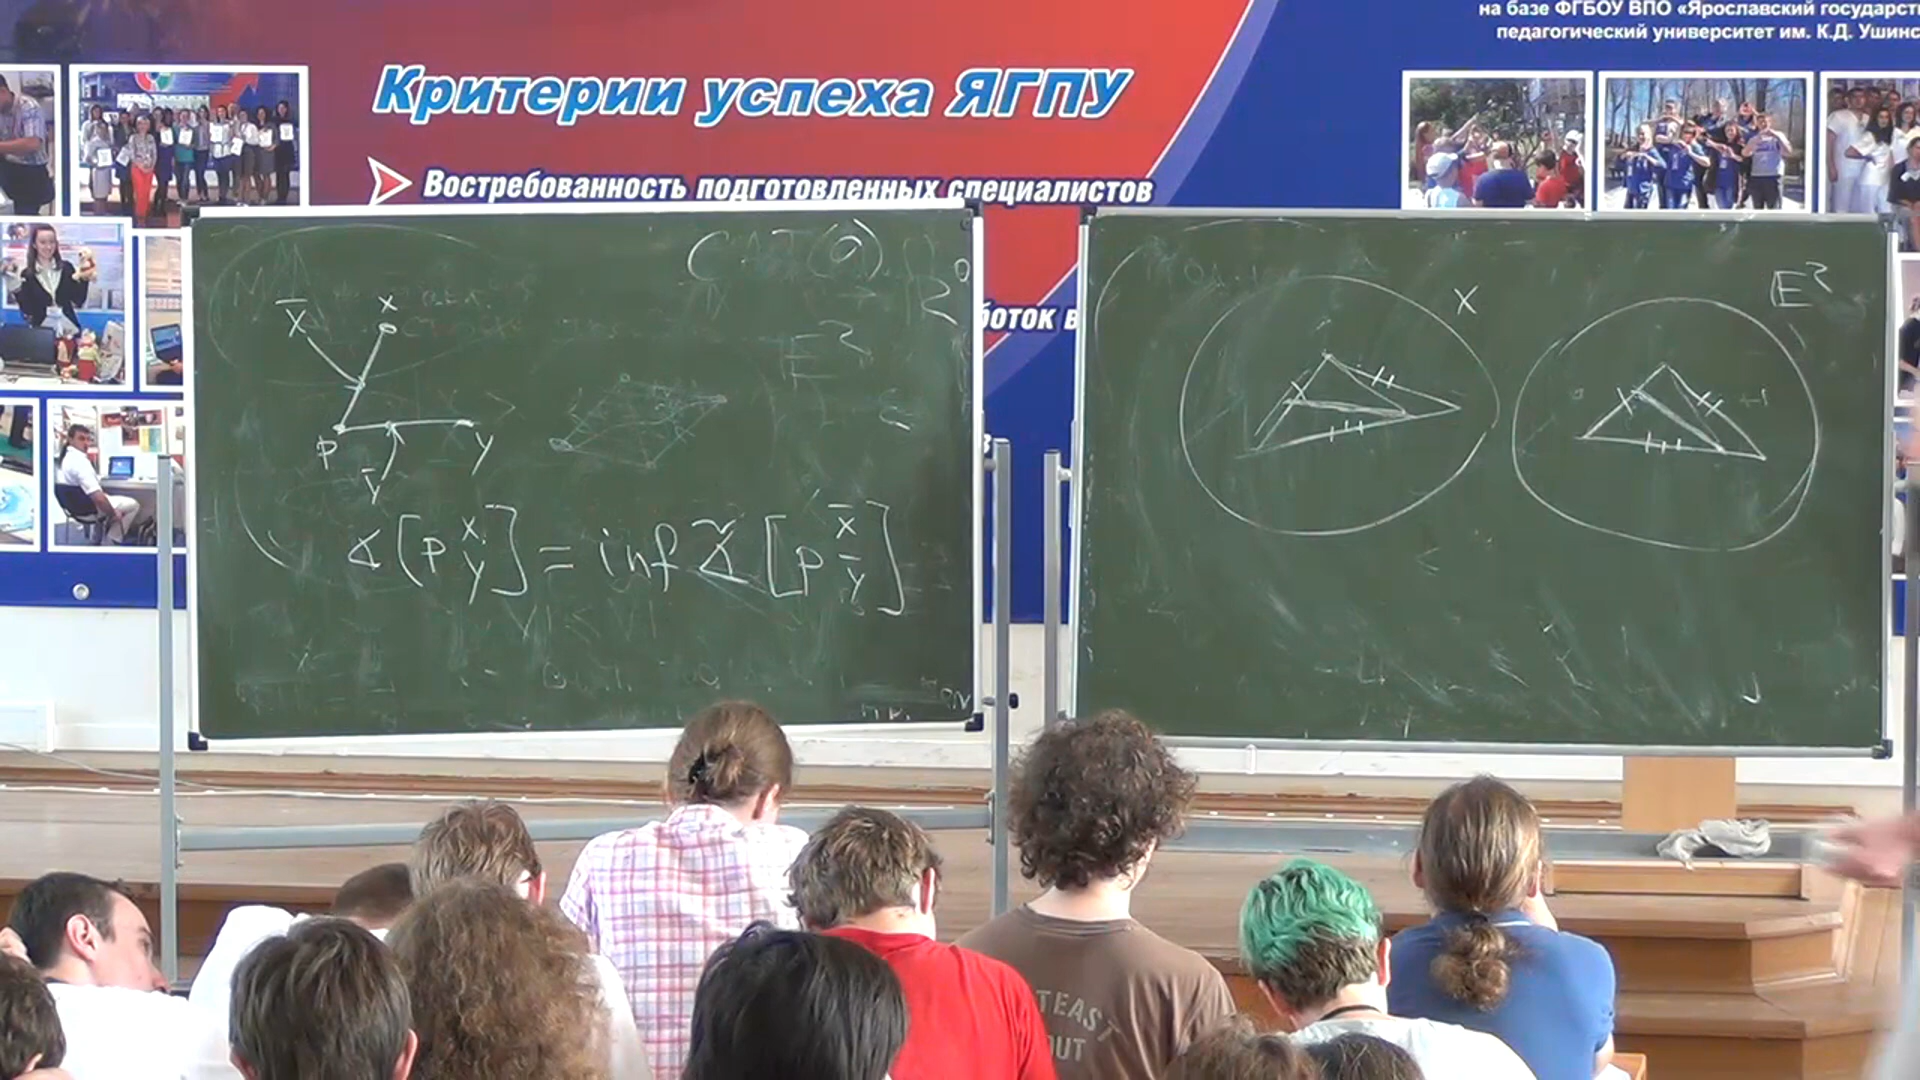 на базе ФГБОУ ВПО «Ярославский государст
педагогический университет им. К.Д. Ушинс
Критерии успеха ЯГПУ
Востребованность подготовленных специалистов
боток в
CAT(0)
E²
x̄ x
p y
ȳ
∡[p x y] = inf ∡̃ [p x̄ ȳ]
X
E²
TEAST
OUT